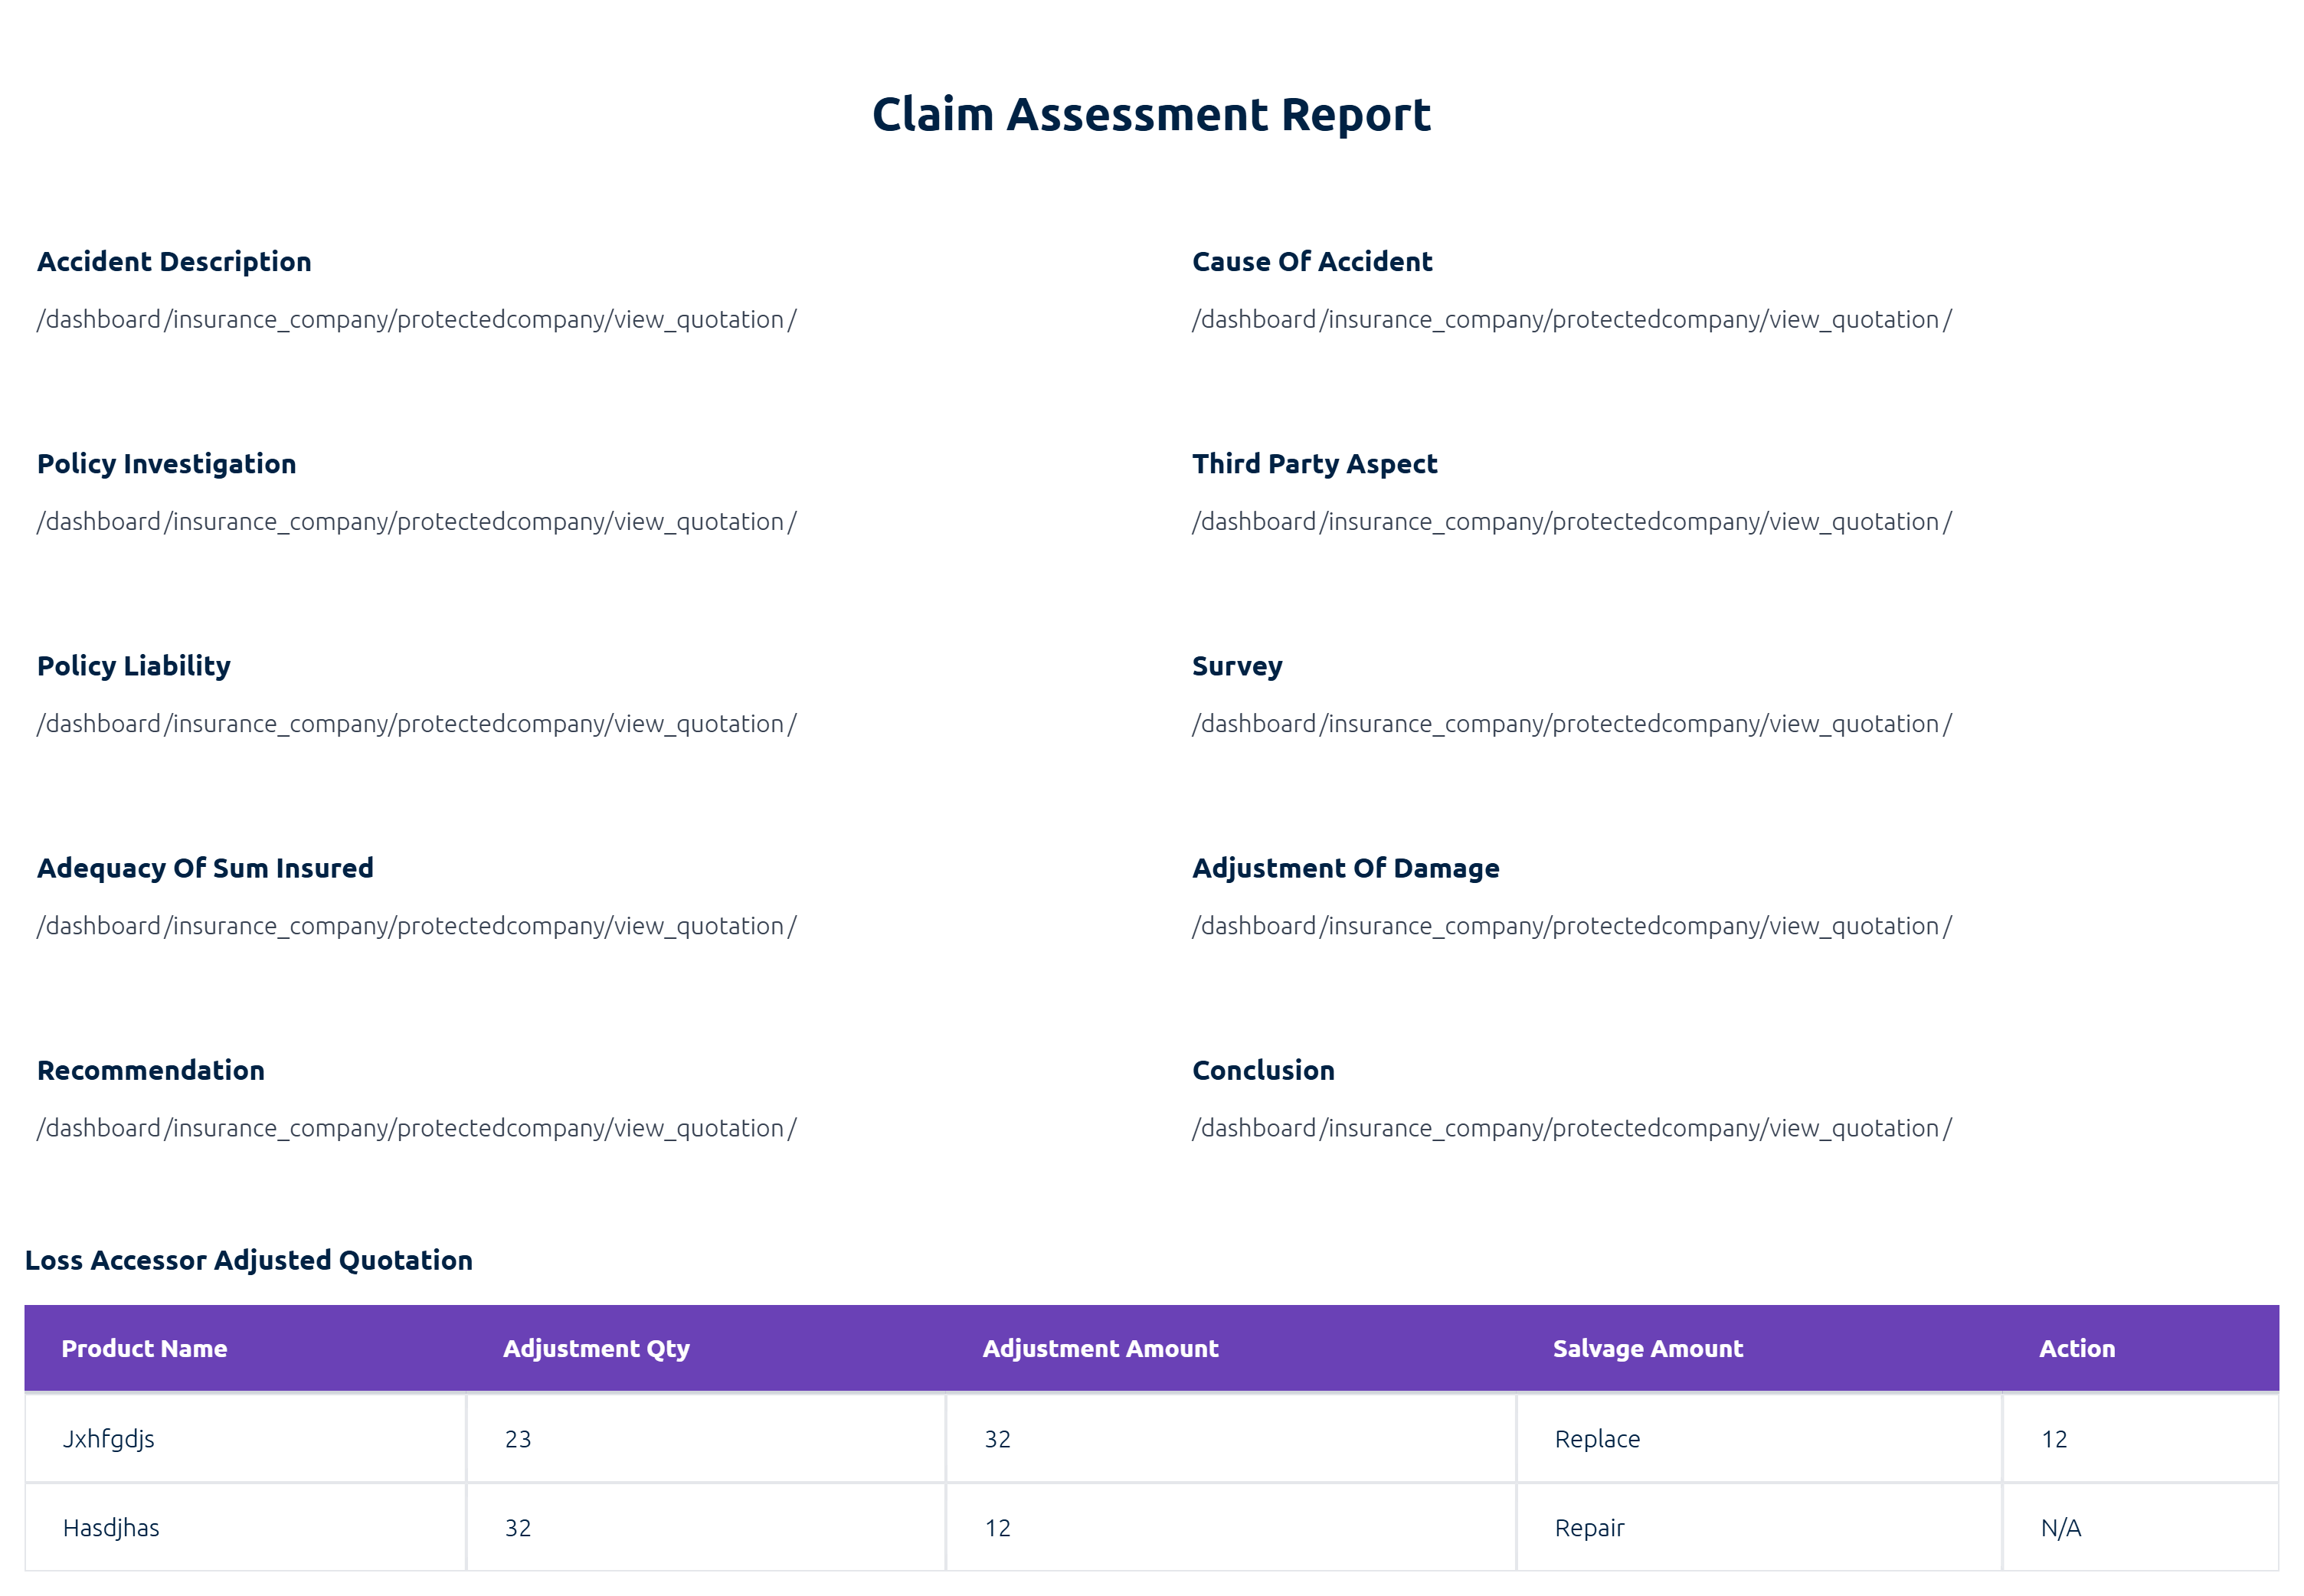 Claim Assessment Report
Accident Description
/dashboard/insurance_company/protectedcompany/view_quotation/
Cause Of Accident
/dashboard/insurance_company/protectedcompany/view_quotation/
Policy Investigation
/dashboard/insurance_company/protectedcompany/view_quotation/
Third Party Aspect
/dashboard/insurance_company/protectedcompany/view_quotation/
Policy Liability
/dashboard/insurance_company/protectedcompany/view_quotation/
Survey
/dashboard/insurance_company/protectedcompany/view_quotation/
Adequacy Of Sum Insured
/dashboard/insurance_company/protectedcompany/view_quotation/
Adjustment Of Damage
/dashboard/insurance_company/protectedcompany/view_quotation/
Recommendation
/dashboard/insurance_company/protectedcompany/view_quotation/
Conclusion
/dashboard/insurance_company/protectedcompany/view_quotation/
Loss Accessor Adjusted Quotation
Product Name Adjustment Qty Adjustment Amount Salvage Amount Action
Jxhfgdjs 23 32 Replace 12
Hasdjhas 32 12 Repair N/A